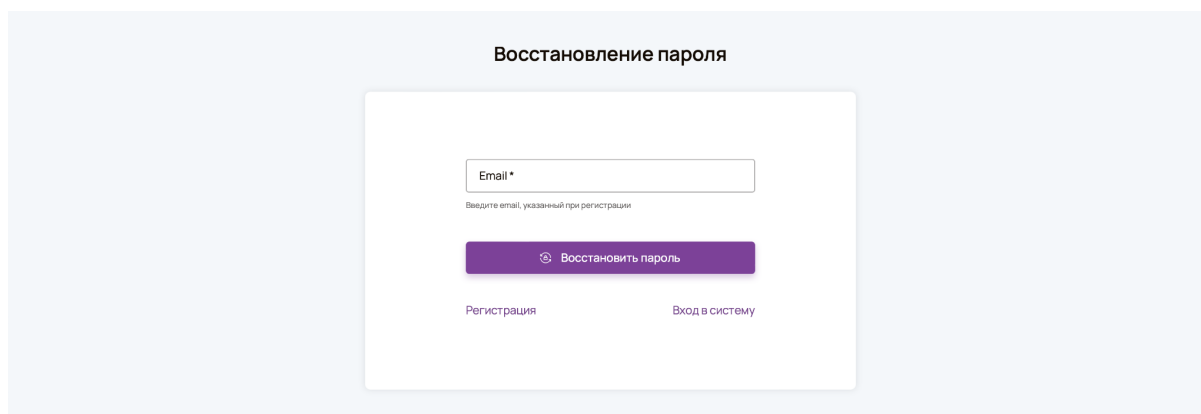 Восстановление пароля
Email *
Введите email, указанный при регистрации
Восстановить пароль
Регистрация
Вход в систему